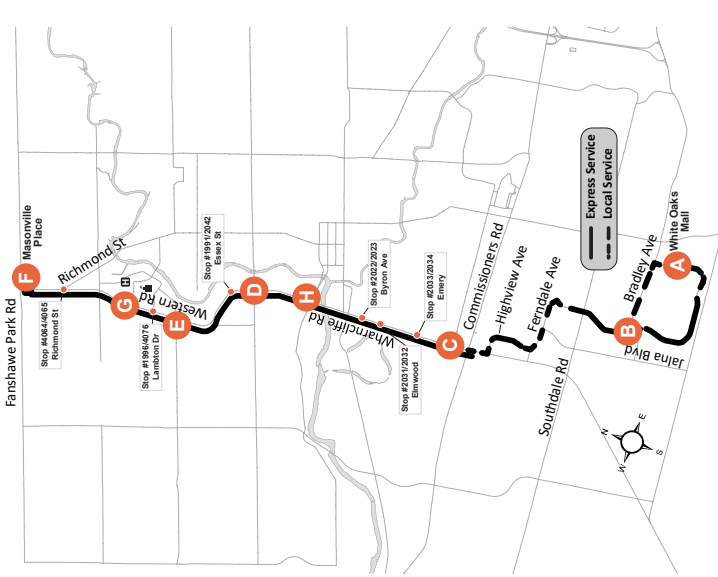 Fanshawe Park Rd
F
Masonville
Place
Richmond St
Stop #4064/4065
Richmond St
G
H
Western Rd
Stop #1996/4076
Lambton Dr
E
Stop #1991/2042
Essex St
D
H
Wharncliffe Rd
Stop #2022/2023
Byron Ave
Stop #2031/2032
Elmwood
Stop #2033/2034
Emery
C
Commissioners Rd
Highview Ave
Ferndale Ave
Southdale Rd
Express Service
Local Service
Bradley Ave
B
Jalna Blvd
A
White Oaks
Mall
N
E
S
W